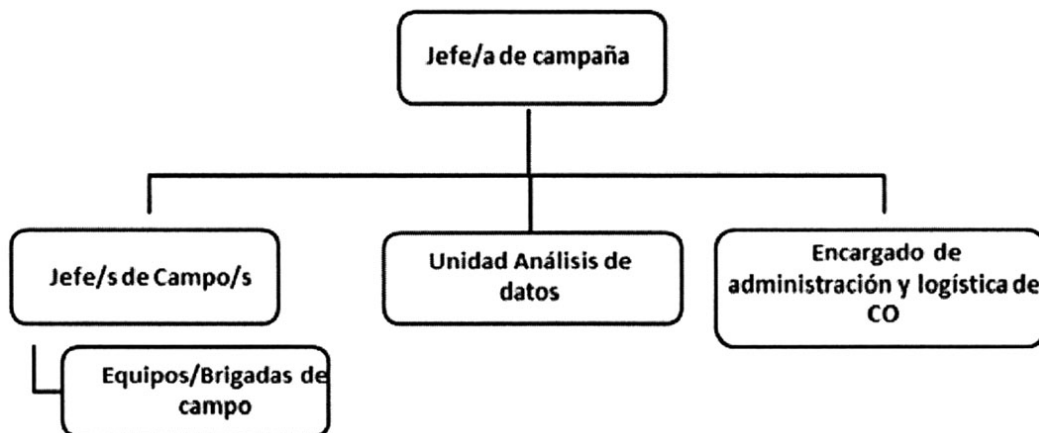 Jefe/a de campaña
Jefe/s de Campo/s
Unidad Análisis de
datos
Encargado de
administración y logística de
CO
Equipos/Brigadas de
campo